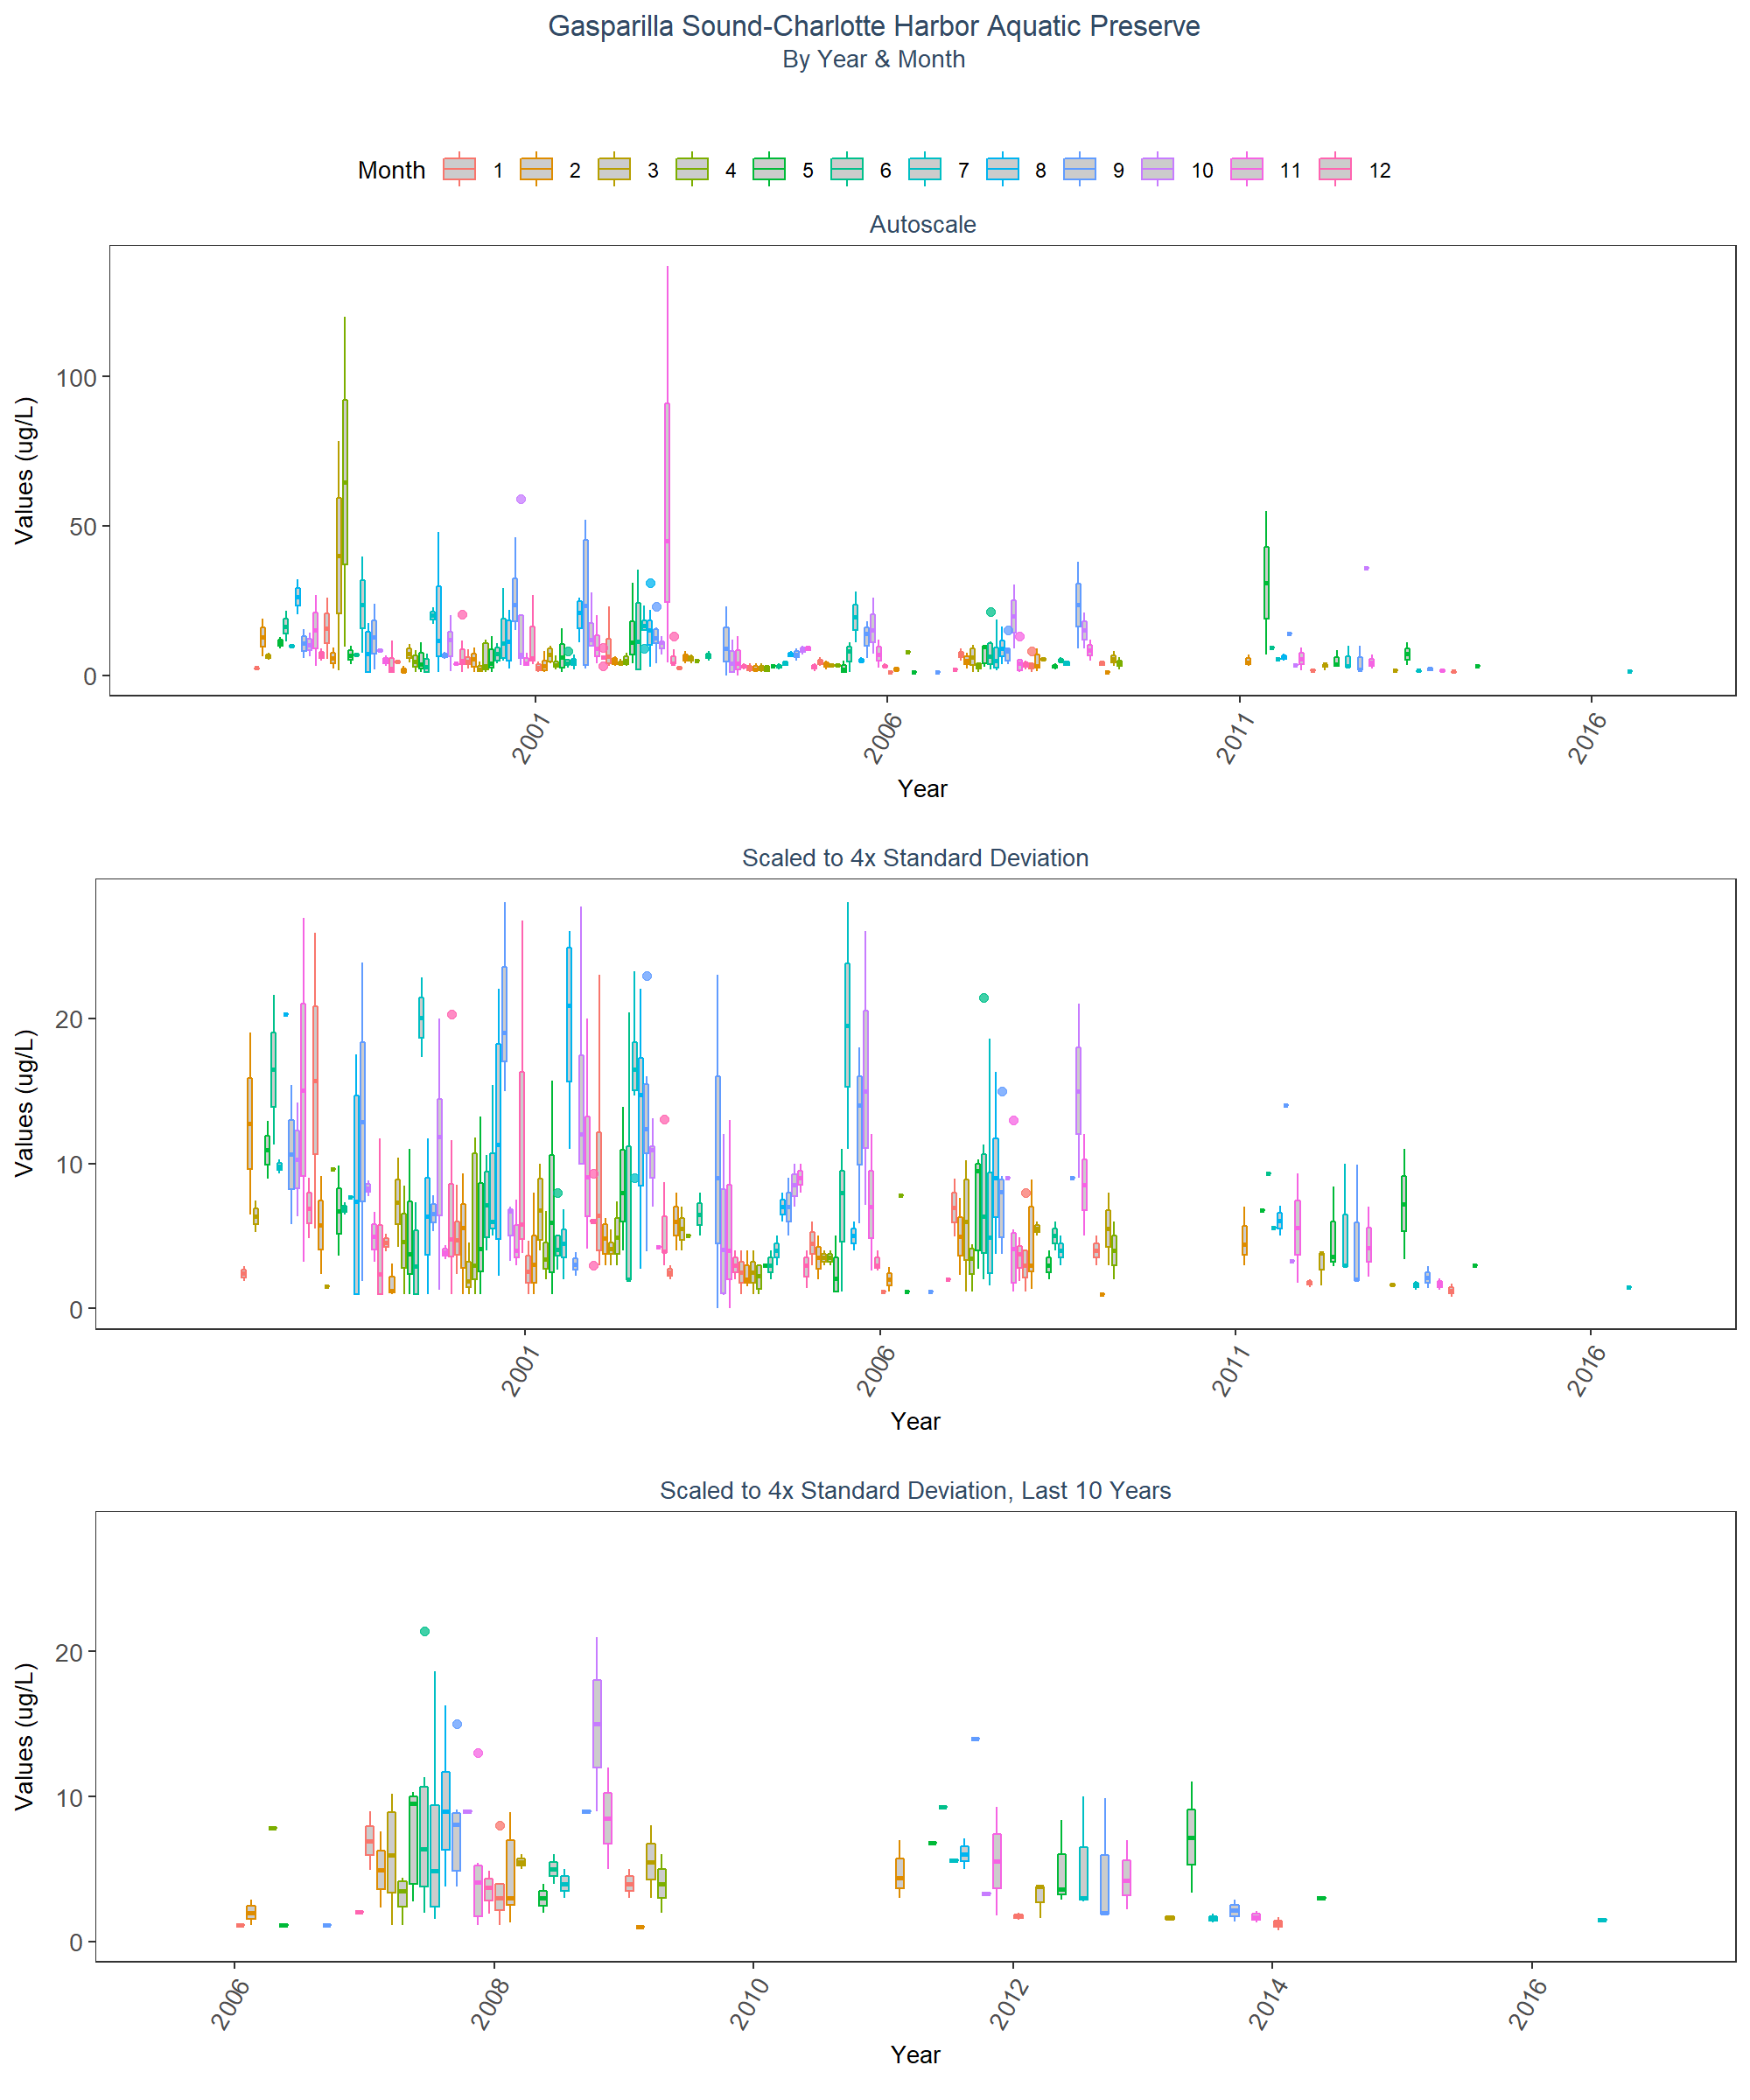 Gasparilla Sound-Charlotte Harbor Aquatic Preserve
By Year & Month
Month 1 2 3 4 5 6 7 8 9 10 11 12
Autoscale
Values (ug/L)
100
50
0
2001 2006 2011 2016
Year
Scaled to 4x Standard Deviation
Values (ug/L)
20
10
0
2001 2006 2011 2016
Year
Scaled to 4x Standard Deviation, Last 10 Years
Values (ug/L)
20
10
0
2006 2008 2010 2012 2014 2016
Year